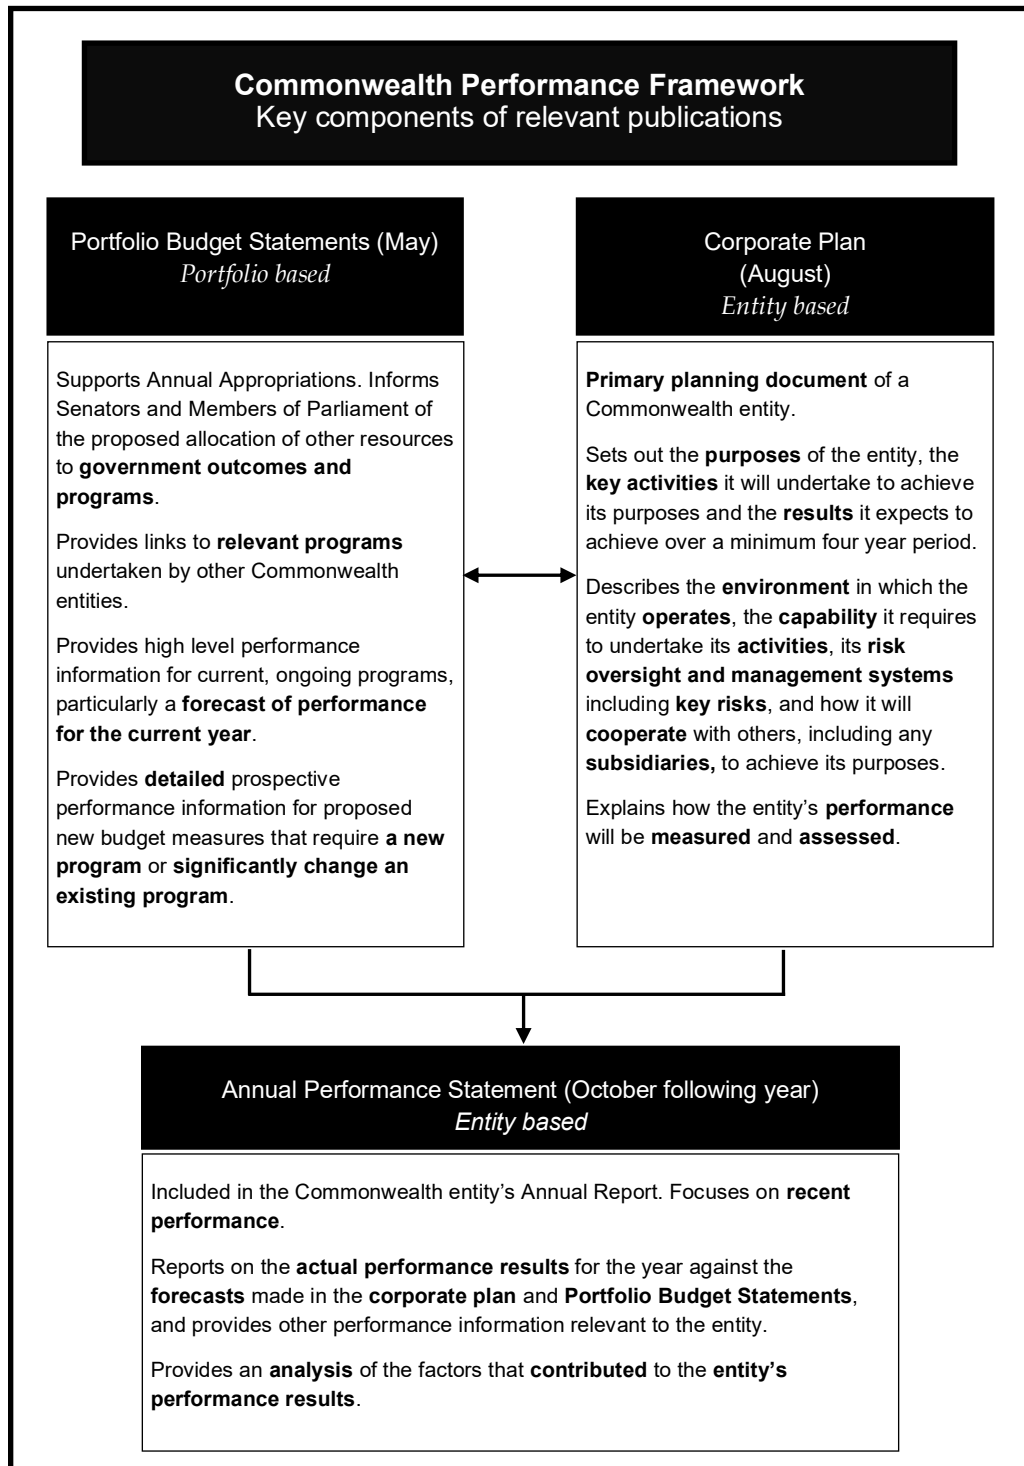 Commonwealth Performance Framework
Key components of relevant publications
Portfolio Budget Statements (May)
Portfolio based
Supports Annual Appropriations. Informs
Senators and Members of Parliament of
the proposed allocation of other resources
to government outcomes and
programs.
Provides links to relevant programs
undertaken by other Commonwealth
entities.
Provides high level performance
information for current, ongoing programs,
particularly a forecast of performance
for the current year.
Provides detailed prospective
performance information for proposed
new budget measures that require a new
program or significantly change an
existing program.
Corporate Plan
(August)
Entity based
Primary planning document of a
Commonwealth entity.
Sets out the purposes of the entity, the
key activities it will undertake to achieve
its purposes and the results it expects to
achieve over a minimum four year period.
Describes the environment in which the
entity operates, the capability it requires
to undertake its activities, its risk
oversight and management systems
including key risks, and how it will
cooperate with others, including any
subsidiaries, to achieve its purposes.
Explains how the entity’s performance
will be measured and assessed.
Annual Performance Statement (October following year)
Entity based
Included in the Commonwealth entity’s Annual Report. Focuses on recent
performance.
Reports on the actual performance results for the year against the
forecasts made in the corporate plan and Portfolio Budget Statements,
and provides other performance information relevant to the entity.
Provides an analysis of the factors that contributed to the entity’s
performance results.